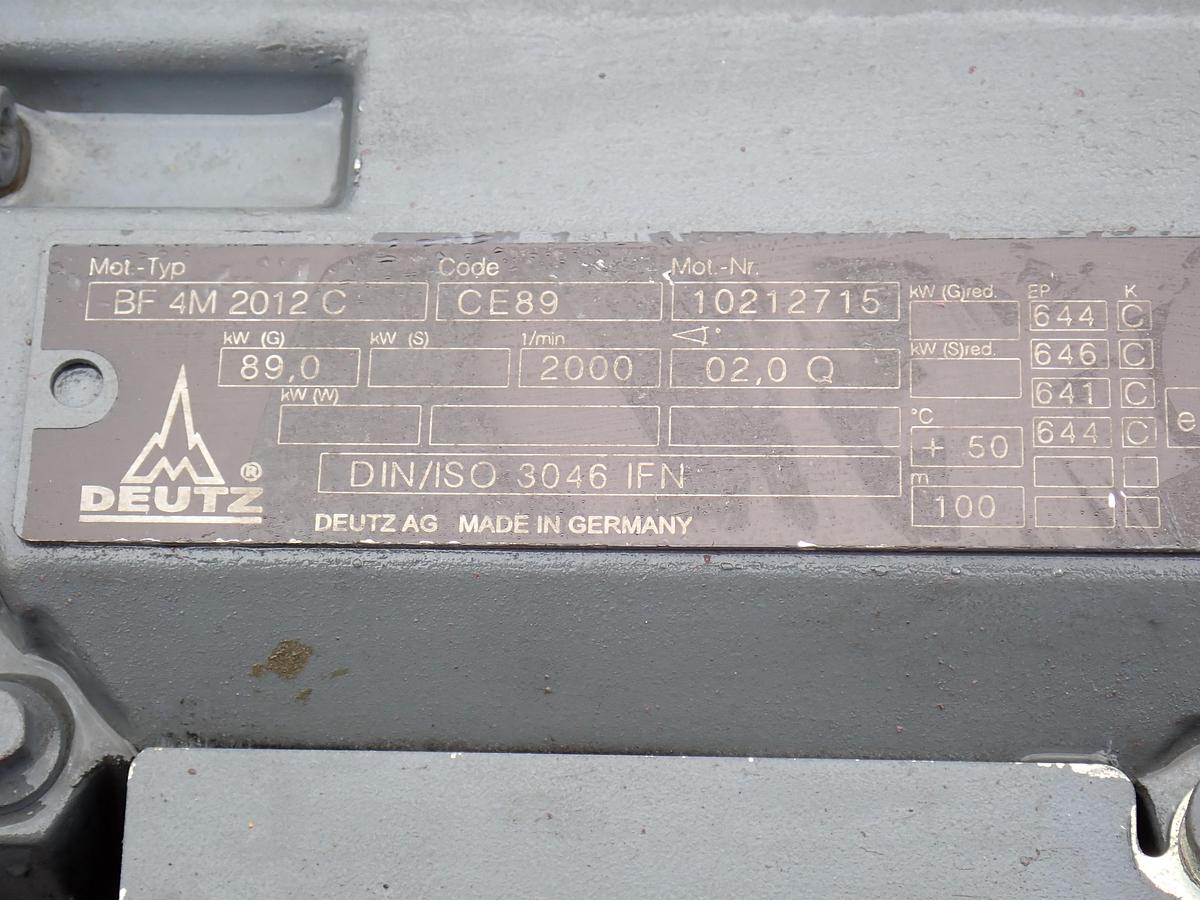 Mot.-Typ Code Mot.-Nr. kW (G)red. EP K
BF 4M 2012 C CE89 10212715 644 C
kW (G) kW (S) 1/min ° kW (S)red. 646 C
89,0 2000 02,0 Q 641 C
kW (W) °C 644 C
+ 50
DIN/ISO 3046 IFN m
100
DEUTZ®
DEUTZ AG MADE IN GERMANY
e